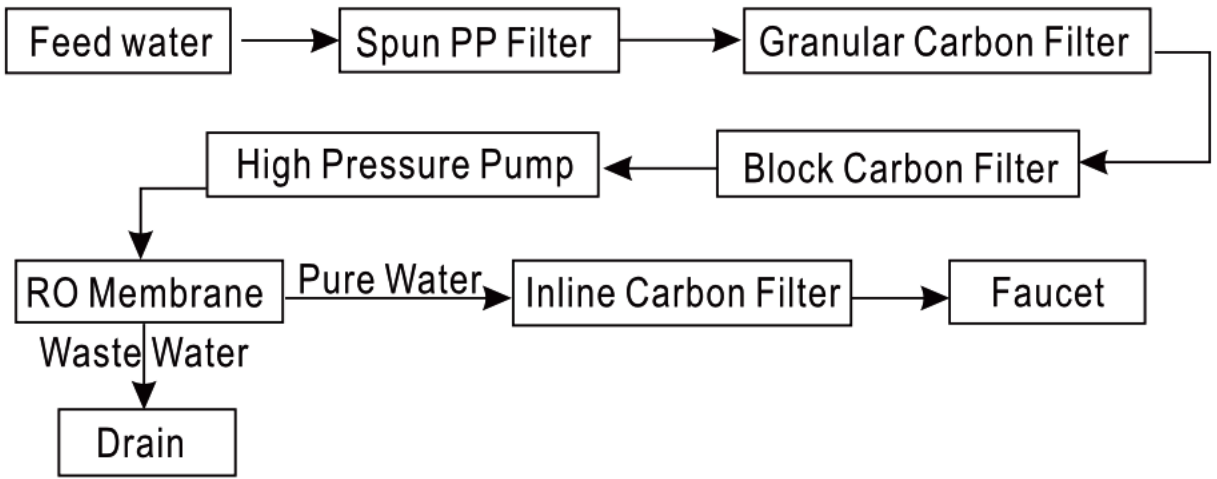 Feed water
Spun PP Filter
Granular Carbon Filter
High Pressure Pump
Block Carbon Filter
RO Membrane
Pure Water
Inline Carbon Filter
Faucet
Waste Water
Drain